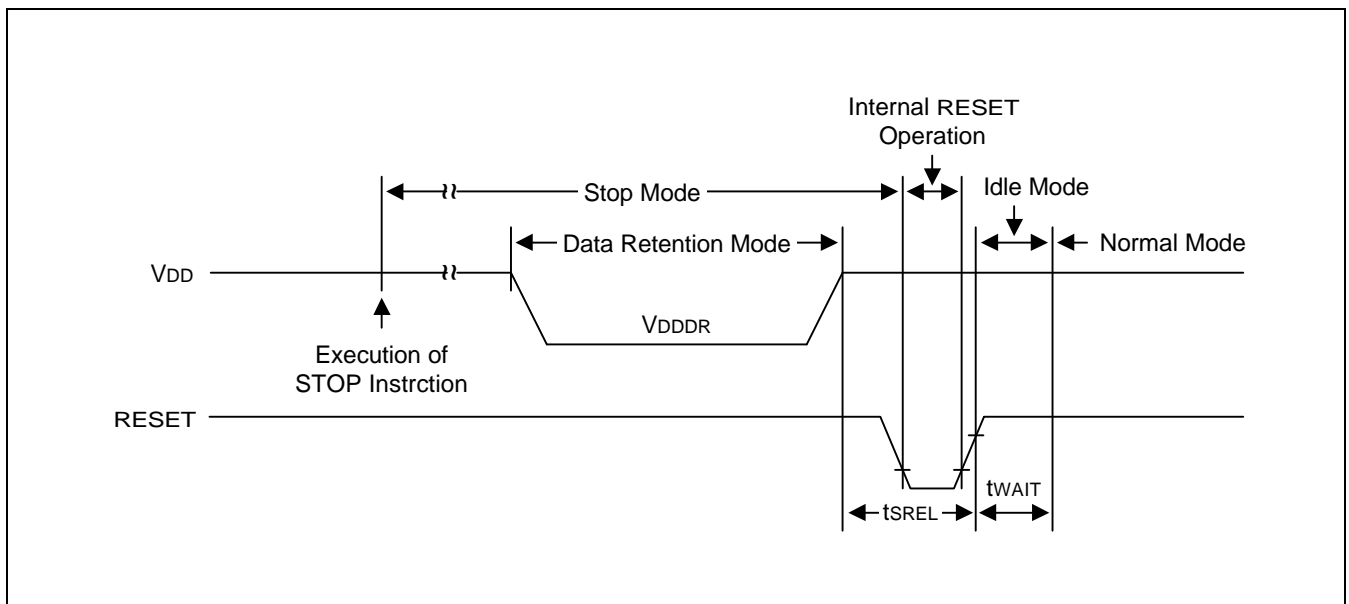 Internal RESET
Operation
Idle Mode
Stop Mode
Data Retention Mode
Normal Mode
VDD
VDDDR
Execution of
STOP Instrction
RESET
tSREL
tWAIT